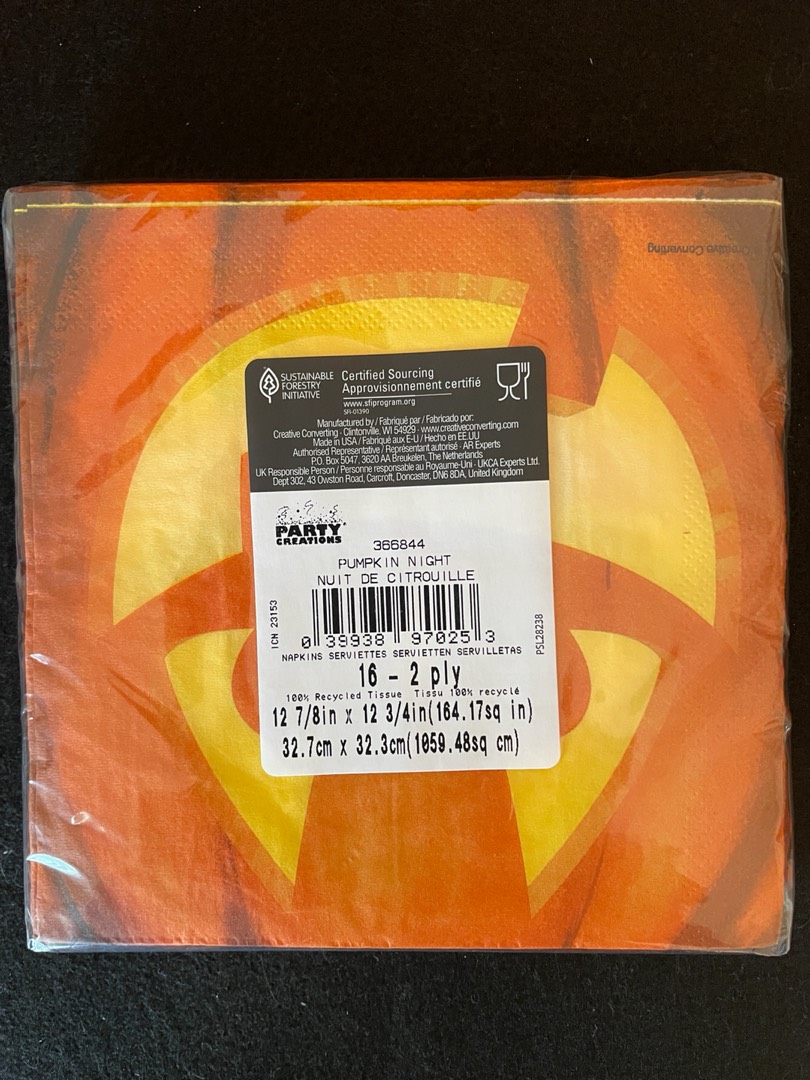 Creative Converting
SUSTAINABLE
FORESTRY
INITIATIVE
Certified Sourcing
Approvisionnement certifié
www.sfiprogram.org
SFI-01390
Manufactured by / Fabriqué par / Fabricado por:
Creative Converting · Clintonville, WI 54929 · www.creativeconverting.com
Made in USA / Fabriqué aux E-U / Hecho en EE.UU
Authorised Representative / Représentant autorisé · AR Experts
P.O. Box 5047, 3620 AA Breukelen, The Netherlands
UK Responsible Person / Personne responsable au Royaume-Uni · UKCA Experts Ltd.
Dept 302, 43 Owston Road, Carcroft, Doncaster, DN6 8DA, United Kingdom
PARTY
CREATIONS
366844
PUMPKIN NIGHT
NUIT DE CITROUILLE
ICN 23153
0 39938 97025 3
PSL28238
NAPKINS SERVIETTES SERVIETTEN SERVILLETAS
16 - 2 ply
100% Recycled Tissue Tissu 100% recyclé
12 7/8in x 12 3/4in(164.17sq in)
32.7cm x 32.3cm(1059.48sq cm)